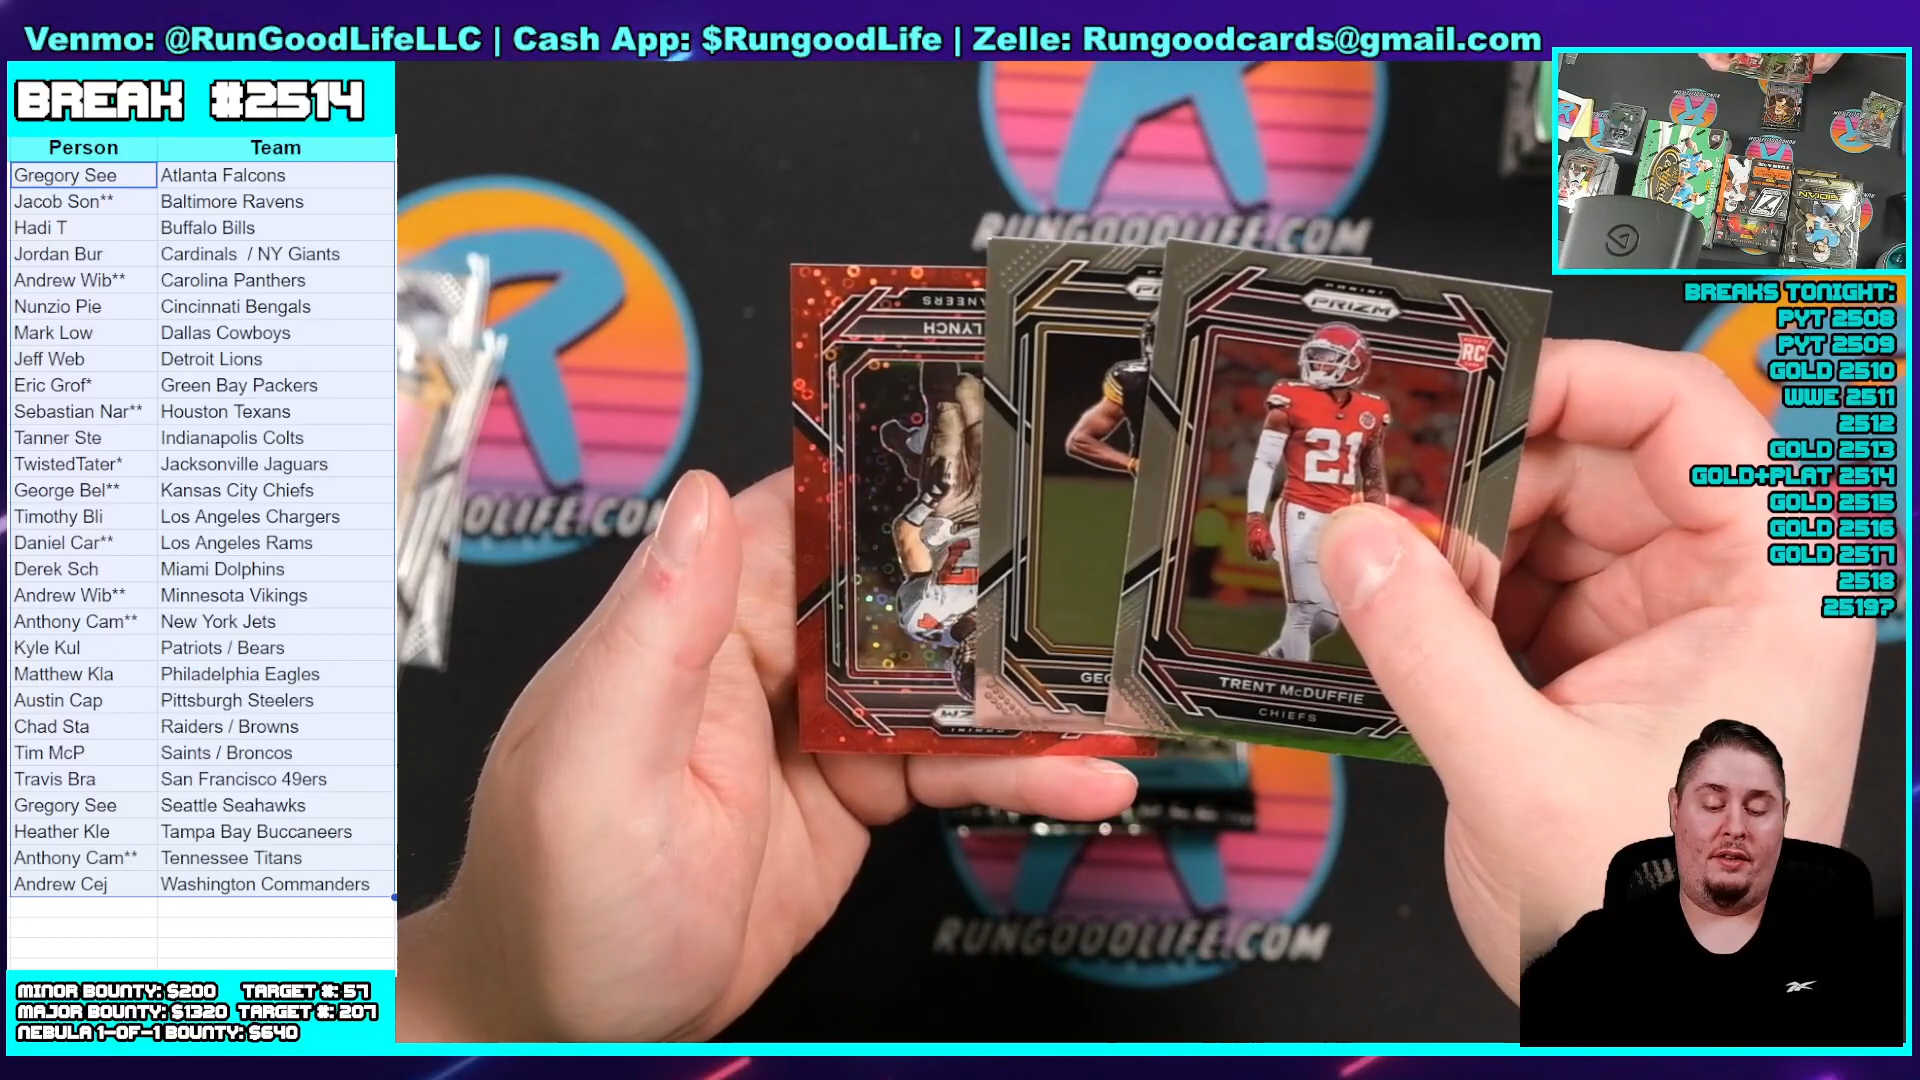 Venmo: @RunGoodLifeLLC | Cash App: $RungoodLife | Zelle: Rungoodcards@gmail.com
BREAK #2514
Person Team
Gregory See Atlanta Falcons
Jacob Son** Baltimore Ravens
Hadi T Buffalo Bills
Jordan Bur Cardinals / NY Giants
Andrew Wib** Carolina Panthers
Nunzio Pie Cincinnati Bengals
Mark Low Dallas Cowboys
Jeff Web Detroit Lions
Eric Grof* Green Bay Packers
Sebastian Nar** Houston Texans
Tanner Ste Indianapolis Colts
TwistedTater* Jacksonville Jaguars
George Bel** Kansas City Chiefs
Timothy Bli Los Angeles Chargers
Daniel Car** Los Angeles Rams
Derek Sch Miami Dolphins
Andrew Wib** Minnesota Vikings
Anthony Cam** New York Jets
Kyle Kul Patriots / Bears
Matthew Kla Philadelphia Eagles
Austin Cap Pittsburgh Steelers
Chad Sta Raiders / Browns
Tim McP Saints / Broncos
Travis Bra San Francisco 49ers
Gregory See Seattle Seahawks
Heather Kle Tampa Bay Buccaneers
Anthony Cam** Tennessee Titans
Andrew Cej Washington Commanders
MINOR BOUNTY: $200 TARGET #: 57
MAJOR BOUNTY: $1320 TARGET #: 207
NEBULA 1-OF-1 BOUNTY: $640
RUNGOODLIFE.COM
OLIFE.COM
ANEERS
LYNCH
PANINI
GEO
PANINI
PRIZM
RC
21
TRENT McDUFFIE
CHIEFS
RUNGOODLIFE.COM
BREAKS TONIGHT:
PYT 2508
PYT 2509
GOLD 2510
WWE 2511
2512
GOLD 2513
GOLD+PLAT 2514
GOLD 2515
GOLD 2516
GOLD 2517
2518
2519?